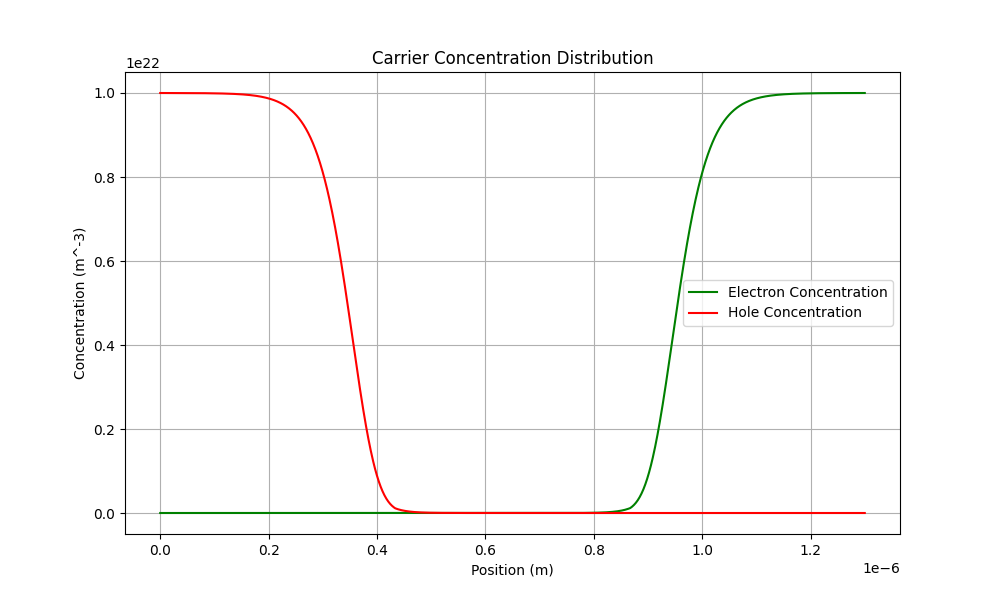 Carrier Concentration Distribution
1e22
1.0
0.8
0.6
0.4
0.2
0.0
Concentration (m^-3)
Electron Concentration
Hole Concentration
0.0 0.2 0.4 0.6 0.8 1.0 1.2
Position (m)
1e−6